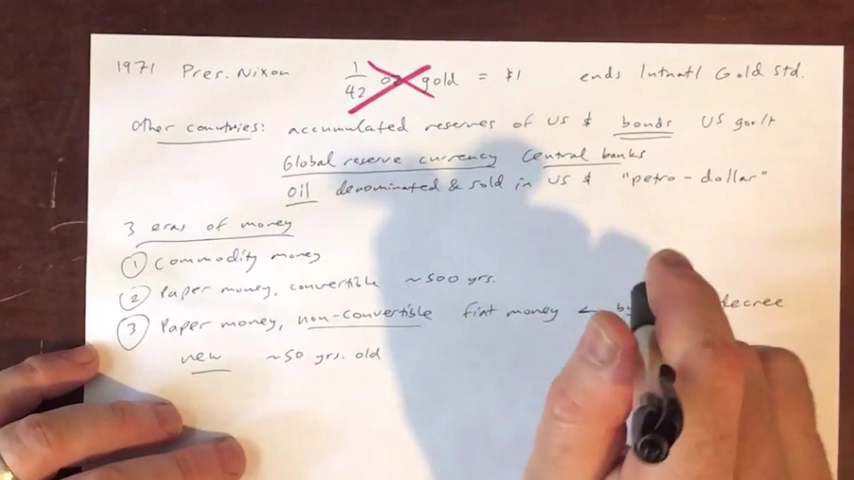 1971 Pres. Nixon 1/42 oz gold = $1 ends Intnat'l Gold Std.
Other countries: accumulated reserves of US $ bonds US gov't
Global reserve currency Central banks
Oil denominated & sold in US $ "petro-dollar"
3 eras of money
① Commodity money
② Paper money, convertible ~500 yrs.
③ Paper money, non-convertible fiat money ← by decree
new ~50 yrs. old